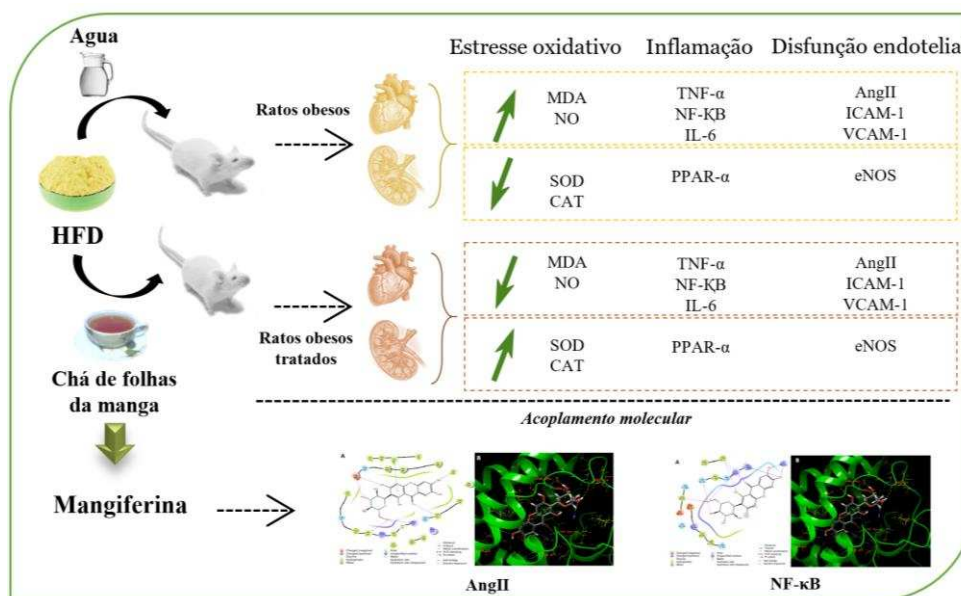 Agua
HFD
Chá de folhas
da manga
Mangiferina
Ratos obesos
Ratos obesos
tratados
Estresse oxidativo
Inflamação
Disfunção endotelia
MDA
NO
TNF-α
NF-ҚB
IL-6
AngII
ICAM-1
VCAM-1
SOD
CAT
PPAR-α
eNOS
MDA
NO
TNF-α
NF-ҚB
IL-6
AngII
ICAM-1
VCAM-1
SOD
CAT
PPAR-α
eNOS
Acoplamento molecular
A
B
AngII
A
B
NF-κB